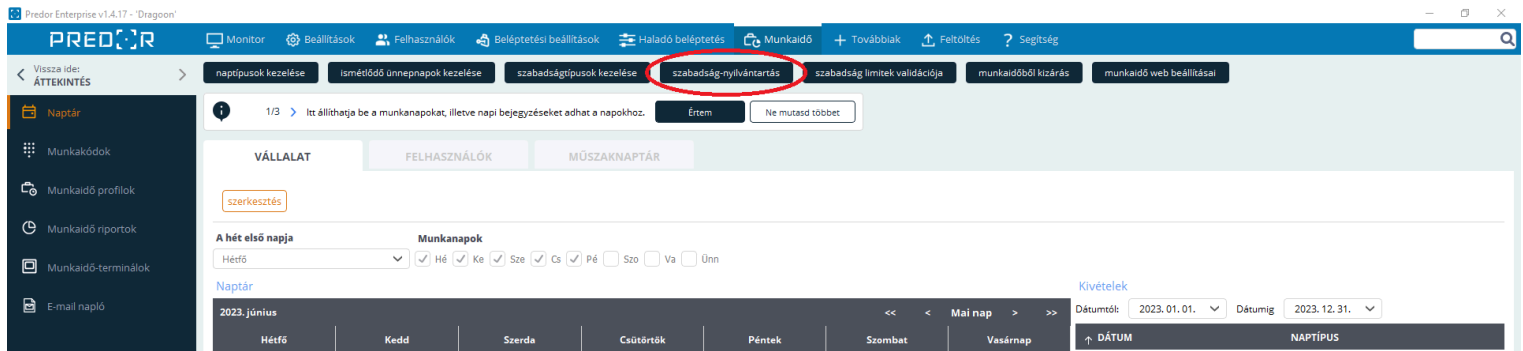 Predor Enterprise v1.4.17 - 'Dragoon'
PREDOR Monitor Beállítások Felhasználók Beléptetési beállítások Haladó beléptetés Munkaidő Továbbiak Feltöltés ? Segítség
Vissza ide:
ÁTTEKINTÉS
naptípusok kezelése ismétlődő ünnepnapok kezelése szabadságtípusok kezelése szabadság-nyilvántartás szabadság limitek validációja munkaidőből kizárás munkaidő web beállításai
Naptár
Munkakódok
Munkaidő profilok
Munkaidő riportok
Munkaidő-terminálok
E-mail napló
1/3 > Itt állíthatja be a munkanapokat, illetve napi bejegyzéseket adhat a napokhoz. Értem Ne mutasd többet
VÁLLALAT FELHASZNÁLÓK MŰSZAKNAPTÁR
szerkesztés
A hét első napja Munkanapok
Hétfő Hé Ke Sze Cs Pé Szo Va Ünn
Naptár Kivételek
2023. június << < Mai nap > >> Dátumtól: 2023. 01. 01. Dátumig 2023. 12. 31.
Hétfő Kedd Szerda Csütörtök Péntek Szombat Vasárnap ↑ DÁTUM NAPTÍPUS